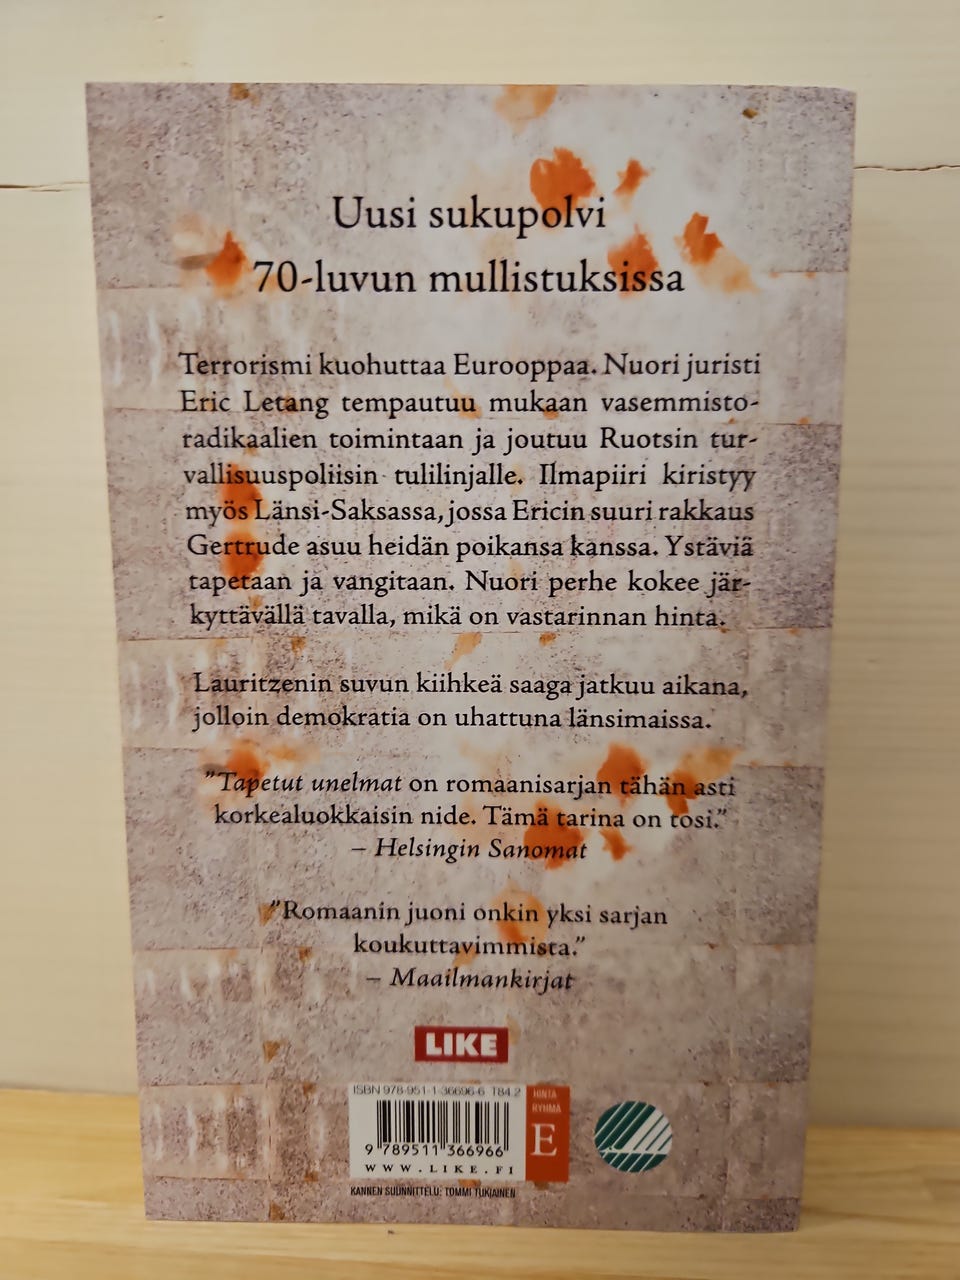 Uusi sukupolvi
70-luvun mullistuksissa
Terrorismi kuohuttaa Eurooppaa. Nuori juristi
Eric Letang tempautuu mukaan vasemmisto-
radikaalien toimintaan ja joutuu Ruotsin tur-
vallisuuspoliisin tulilinjalle. Ilmapiiri kiristyy
myös Länsi-Saksassa, jossa Ericin suuri rakkaus
Gertrude asuu heidän poikansa kanssa. Ystäviä
tapetaan ja vangitaan. Nuori perhe kokee jär-
kyttävällä tavalla, mikä on vastarinnan hinta.
Lauritzenin suvun kiihkeä saaga jatkuu aikana,
jolloin demokratia on uhattuna länsimaissa.
”Tapetut unelmat on romaanisarjan tähän asti
korkealuokkaisin nide. Tämä tarina on tosi.”
– Helsingin Sanomat
”Romaanin juoni onkin yksi sarjan
koukuttavimmista.”
– Maailmankirjat
LIKE
ISBN 978-951-1-36696-6 T84.2
HINTA
RYHMÄ
E
9 789511 366966
WWW.LIKE.FI
KANNEN SUUNNITTELU: TOMMI TUKIAINEN